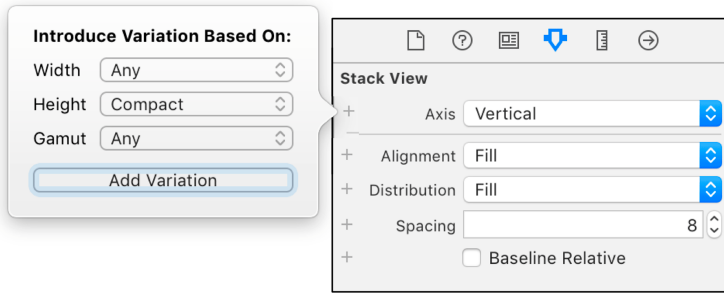 Introduce Variation Based On:
Width Any
Height Compact
Gamut Any
Add Variation
Stack View
+ Axis Vertical
+ Alignment Fill
+ Distribution Fill
+ Spacing 8
+ Baseline Relative